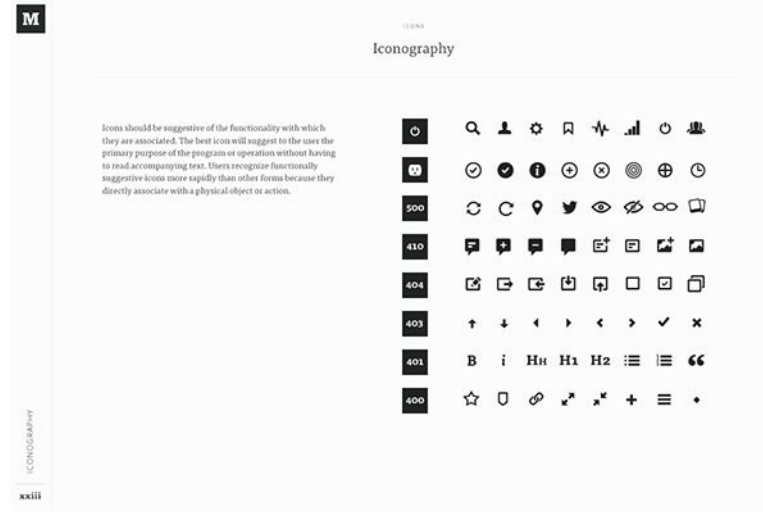 M
ICONS
Iconography
Icons should be suggestive of the functionality with which
they are associated. The best icon will suggest to the user the
primary purpose of the program or operation without having
to read accompanying text. Users recognize functionally
suggestive icons more rapidly than other forms because they
directly associate with a physical object or action.
500
410
404
403
401
B i HH H1 H2
400
ICONOGRAPHY
xxiii